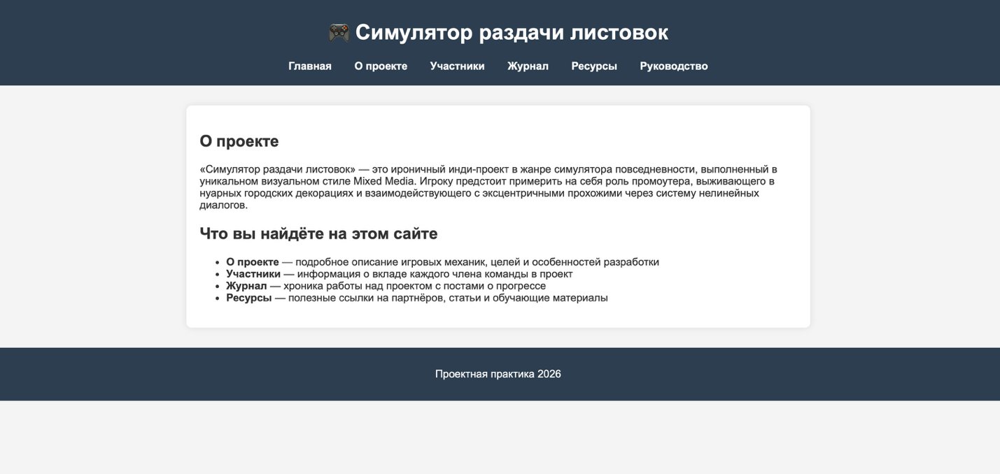 🎮 Симулятор раздачи листовок
Главная О проекте Участники Журнал Ресурсы Руководство
О проекте
«Симулятор раздачи листовок» — это ироничный инди-проект в жанре симулятора повседневности, выполненный в
уникальном визуальном стиле Mixed Media. Игроку предстоит примерить на себя роль промоутера, выживающего в
нуарных городских декорациях и взаимодействующего с эксцентричными прохожими через систему нелинейных
диалогов.
Что вы найдёте на этом сайте
• О проекте — подробное описание игровых механик, целей и особенностей разработки
• Участники — информация о вкладе каждого члена команды в проект
• Журнал — хроника работы над проектом с постами о прогрессе
• Ресурсы — полезные ссылки на партнёров, статьи и обучающие материалы
Проектная практика 2026